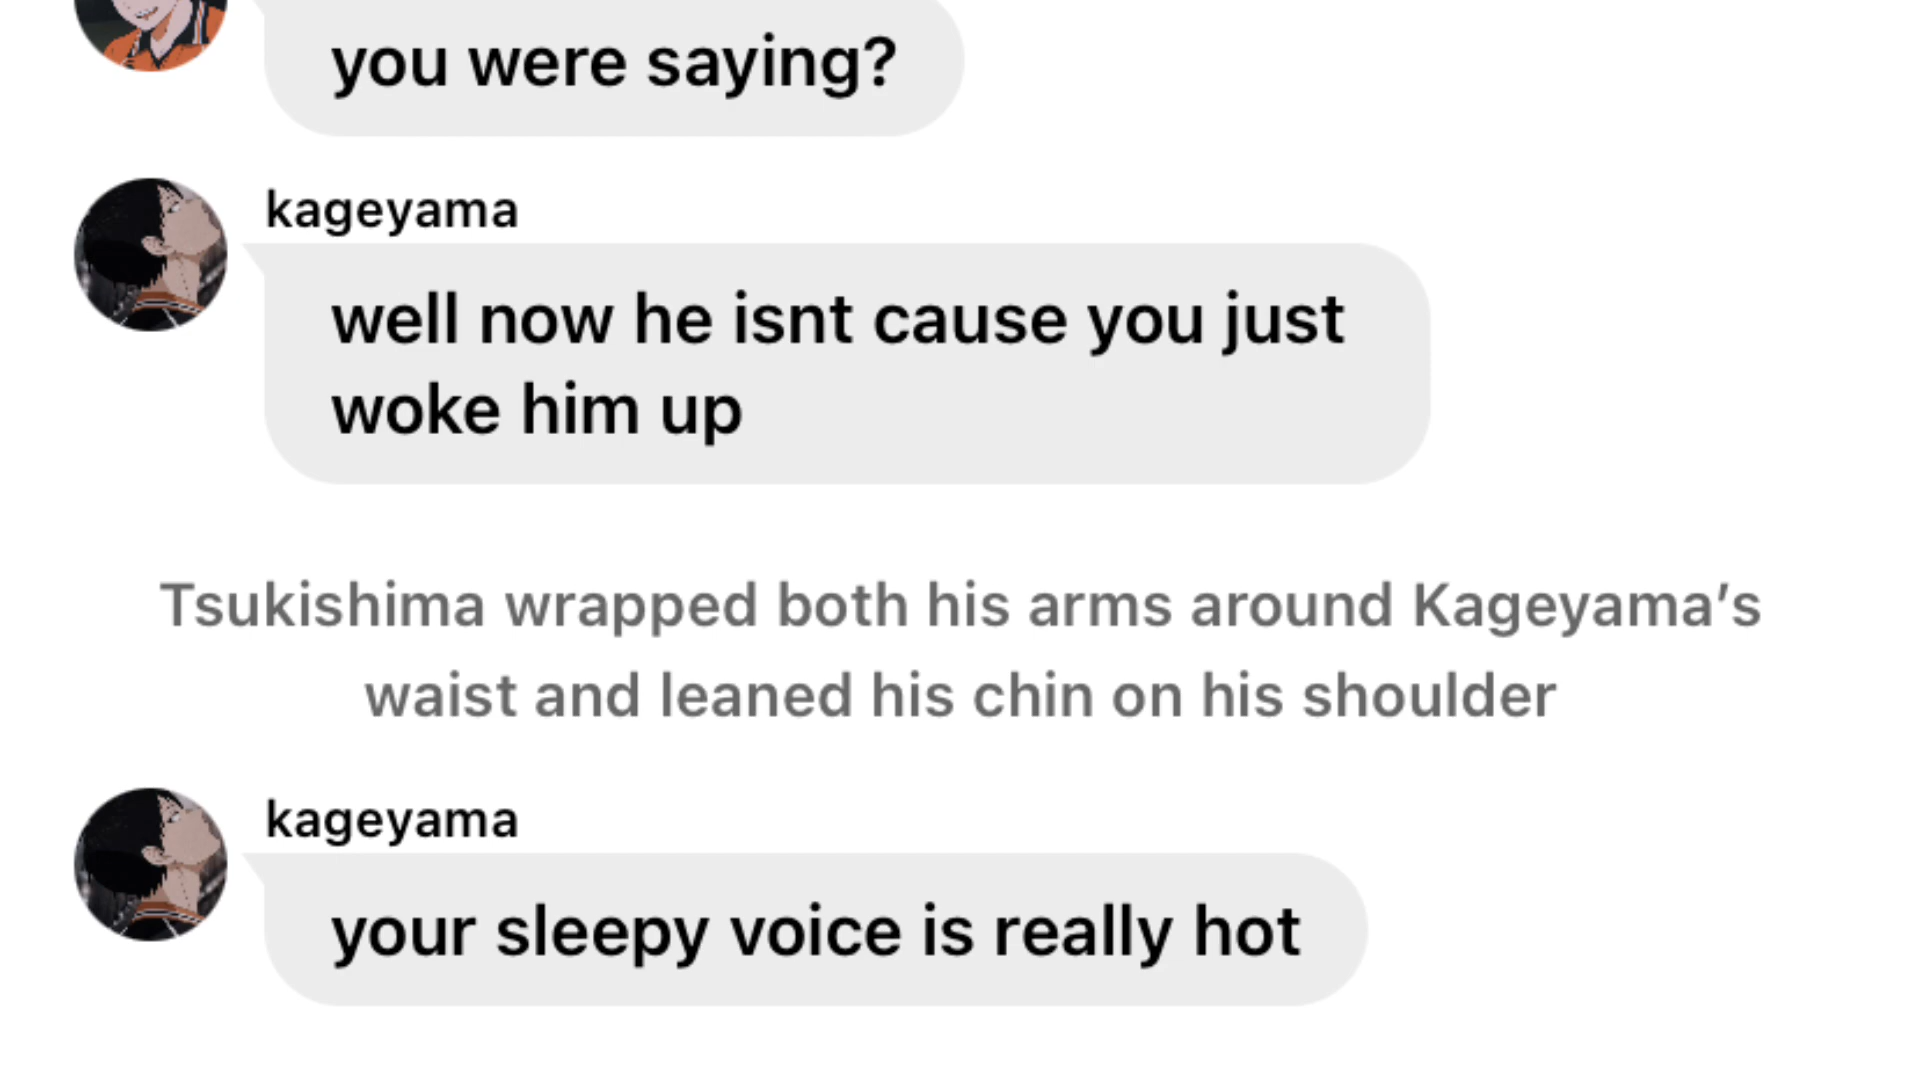 you were saying?
kageyama
well now he isnt cause you just
woke him up
Tsukishima wrapped both his arms around Kageyama’s
waist and leaned his chin on his shoulder
kageyama
your sleepy voice is really hot